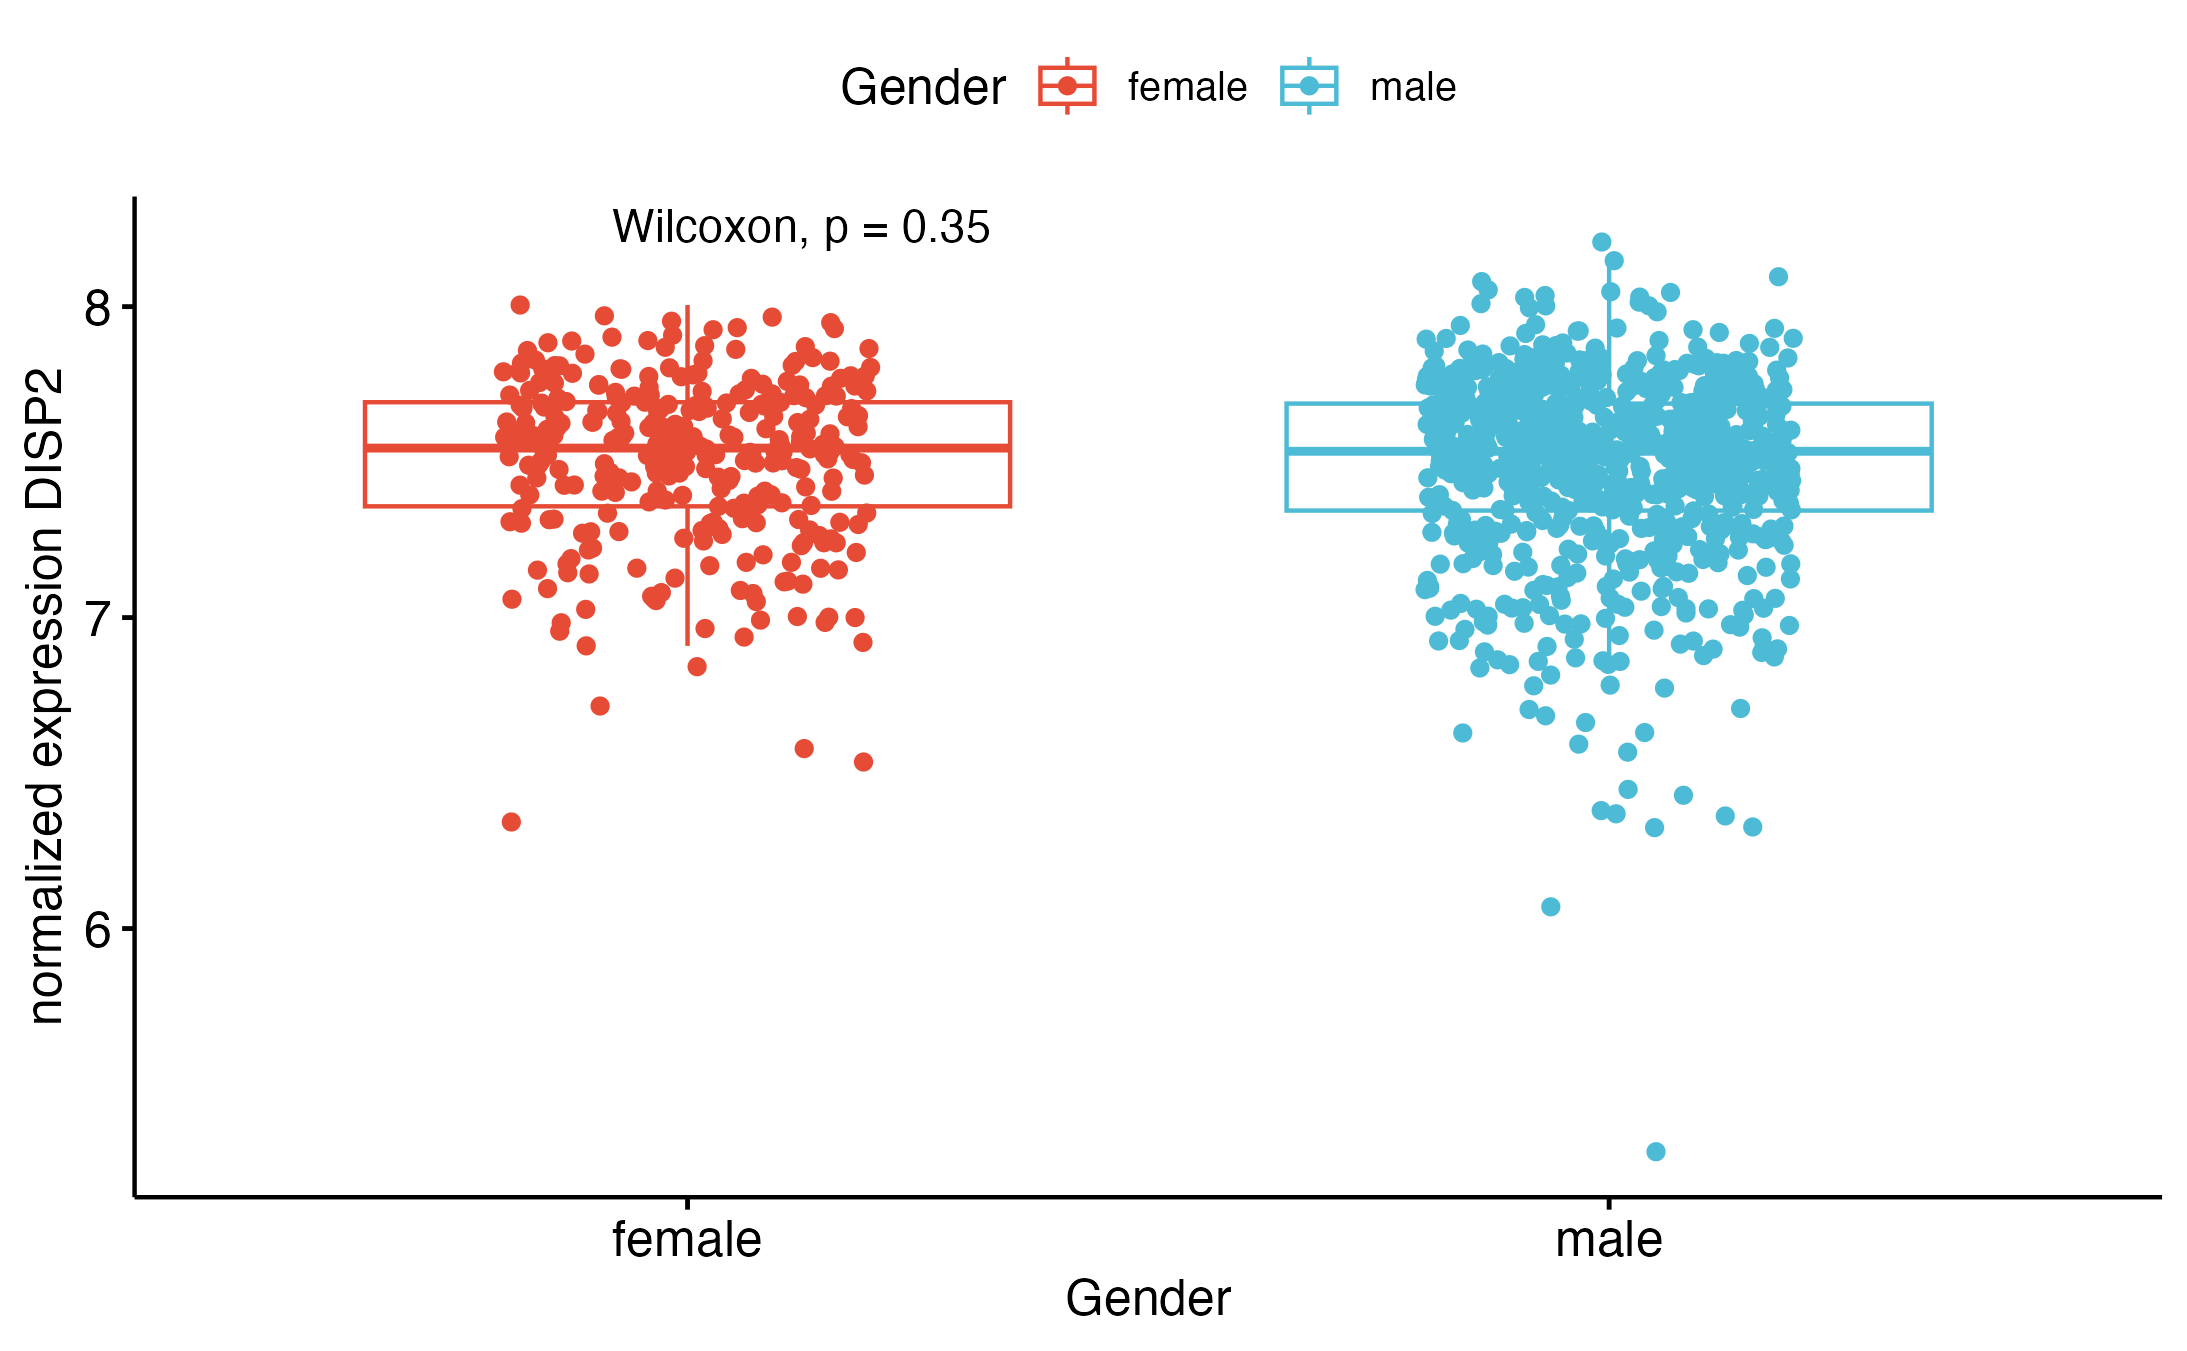 Gender female male
Wilcoxon, p = 0.35
normalized expression DISP2
8
7
6
female male
Gender